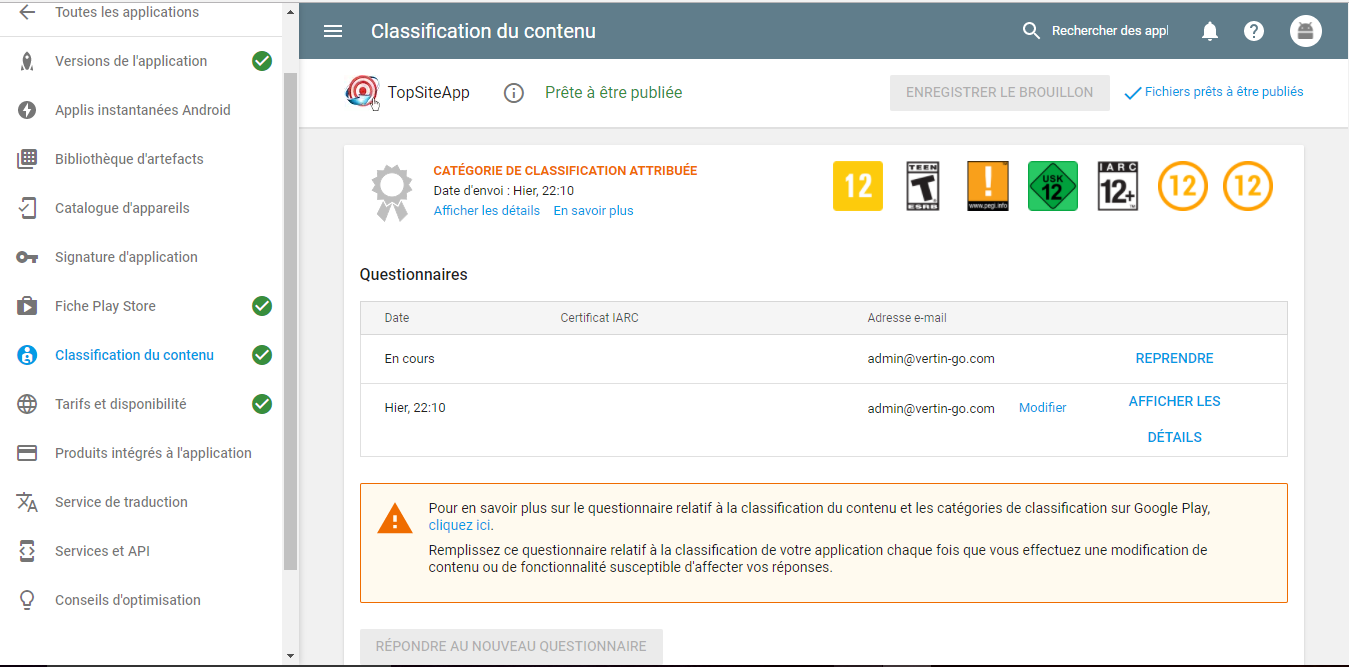 Toutes les applications
Versions de l'application
Applis instantanées Android
Bibliothèque d'artefacts
Catalogue d'appareils
Signature d'application
Fiche Play Store
Classification du contenu
Tarifs et disponibilité
Produits intégrés à l'application
Service de traduction
Services et API
Conseils d'optimisation
Classification du contenu
Rechercher des appl
TopSiteApp
Prête à être publiée
ENREGISTRER LE BROUILLON
Fichiers prêts à être publiés
CATÉGORIE DE CLASSIFICATION ATTRIBUÉE
Date d'envoi : Hier, 22:10
Afficher les détails En savoir plus
12
TEEN
T
ESRB
!
www.pegi.info
USK
12
IARC
12+
12
12
Questionnaires
Date Certificat IARC Adresse e-mail
En cours admin@vertin-go.com REPRENDRE
Hier, 22:10 admin@vertin-go.com Modifier AFFICHER LES
DÉTAILS
Pour en savoir plus sur le questionnaire relatif à la classification du contenu et les catégories de classification sur Google Play,
cliquez ici.
Remplissez ce questionnaire relatif à la classification de votre application chaque fois que vous effectuez une modification de
contenu ou de fonctionnalité susceptible d'affecter vos réponses.
RÉPONDRE AU NOUVEAU QUESTIONNAIRE